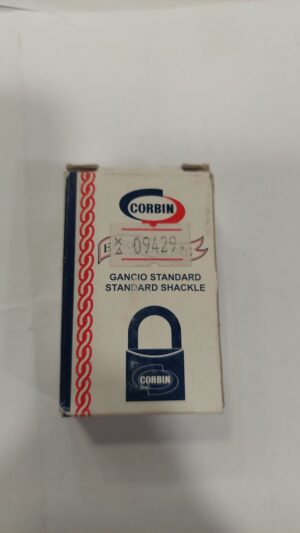 CORBIN
K
A 09429
GANCIO STANDARD
STANDARD SHACKLE
CORBIN